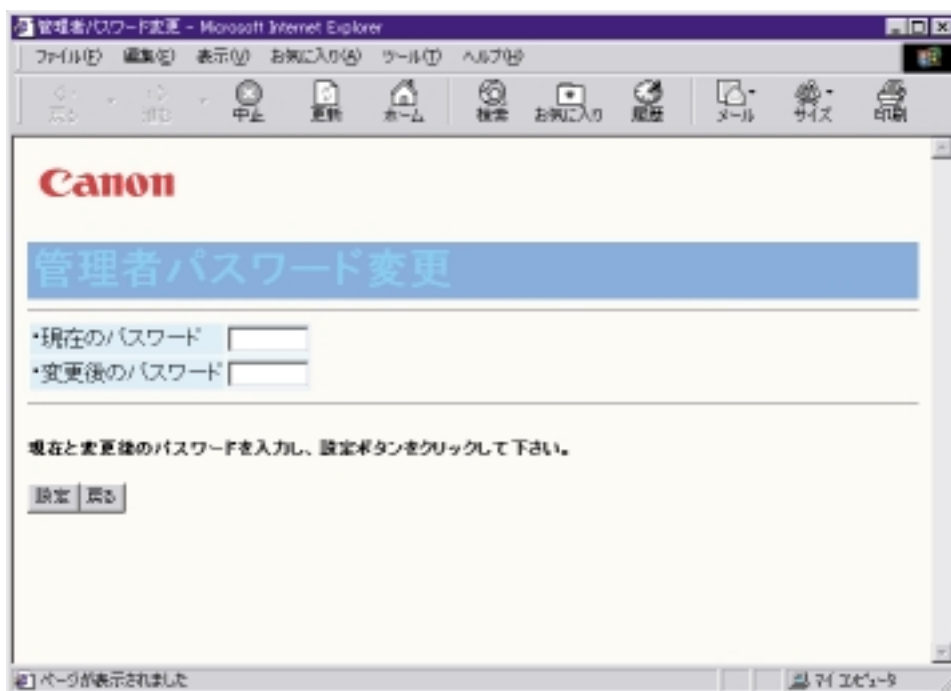 管理者パスワード変更 - Microsoft Internet Explorer
ファイル(F) 編集(E) 表示(V) お気に入り(A) ツール(T) ヘルプ(H)
戻る 進む 中止 更新 ホーム 検索 お気に入り 履歴 メール サイズ 印刷
Canon
管理者パスワード変更
・現在のパスワード
・変更後のパスワード
現在と変更後のパスワードを入力し、設定ボタンをクリックして下さい。
設定 戻る
ページが表示されました マイ コンピュータ